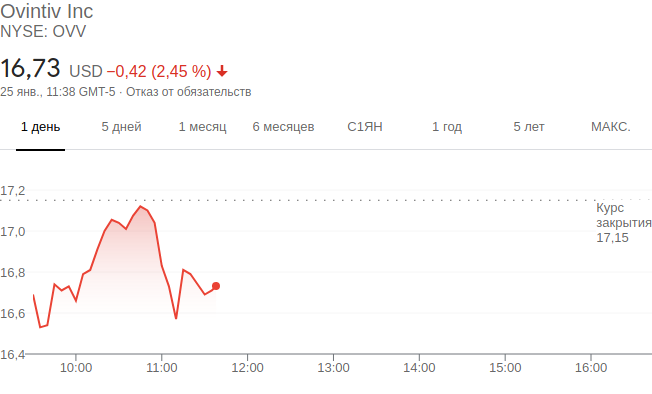 Ovintiv Inc
NYSE: OVV
16,73 USD −0,42 (2,45 %)
25 янв., 11:38 GMT-5 · Отказ от обязательств
1 день 5 дней 1 месяц 6 месяцев С1ЯН 1 год 5 лет МАКС.
17,2
Курс
закрытия
17,15
17,0
16,8
16,6
16,4
10:00 11:00 12:00 13:00 14:00 15:00 16:00